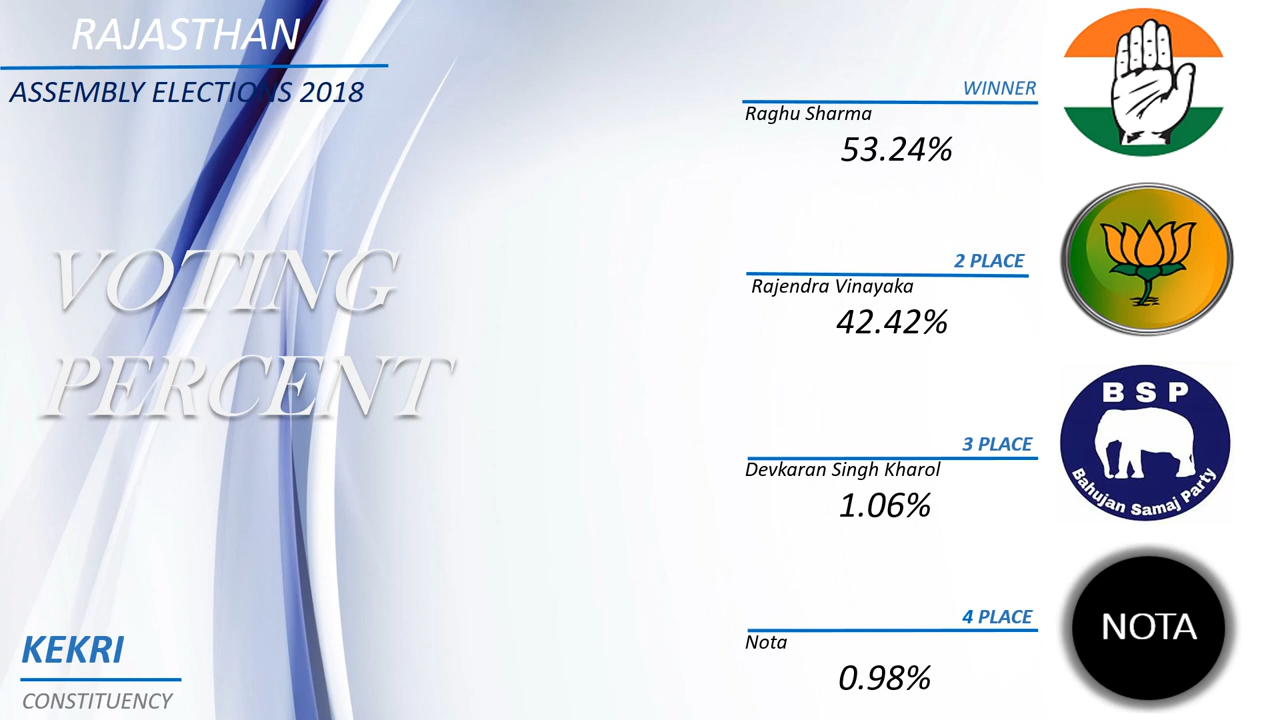 RAJASTHAN
ASSEMBLY ELECTIONS 2018
VOTING
PERCENT
KEKRI
CONSTITUENCY
WINNER
Raghu Sharma
53.24%
2 PLACE
Rajendra Vinayaka
42.42%
3 PLACE
Devkaran Singh Kharol
1.06%
BSP
Bahujan Samaj Party
4 PLACE
Nota
0.98%
NOTA